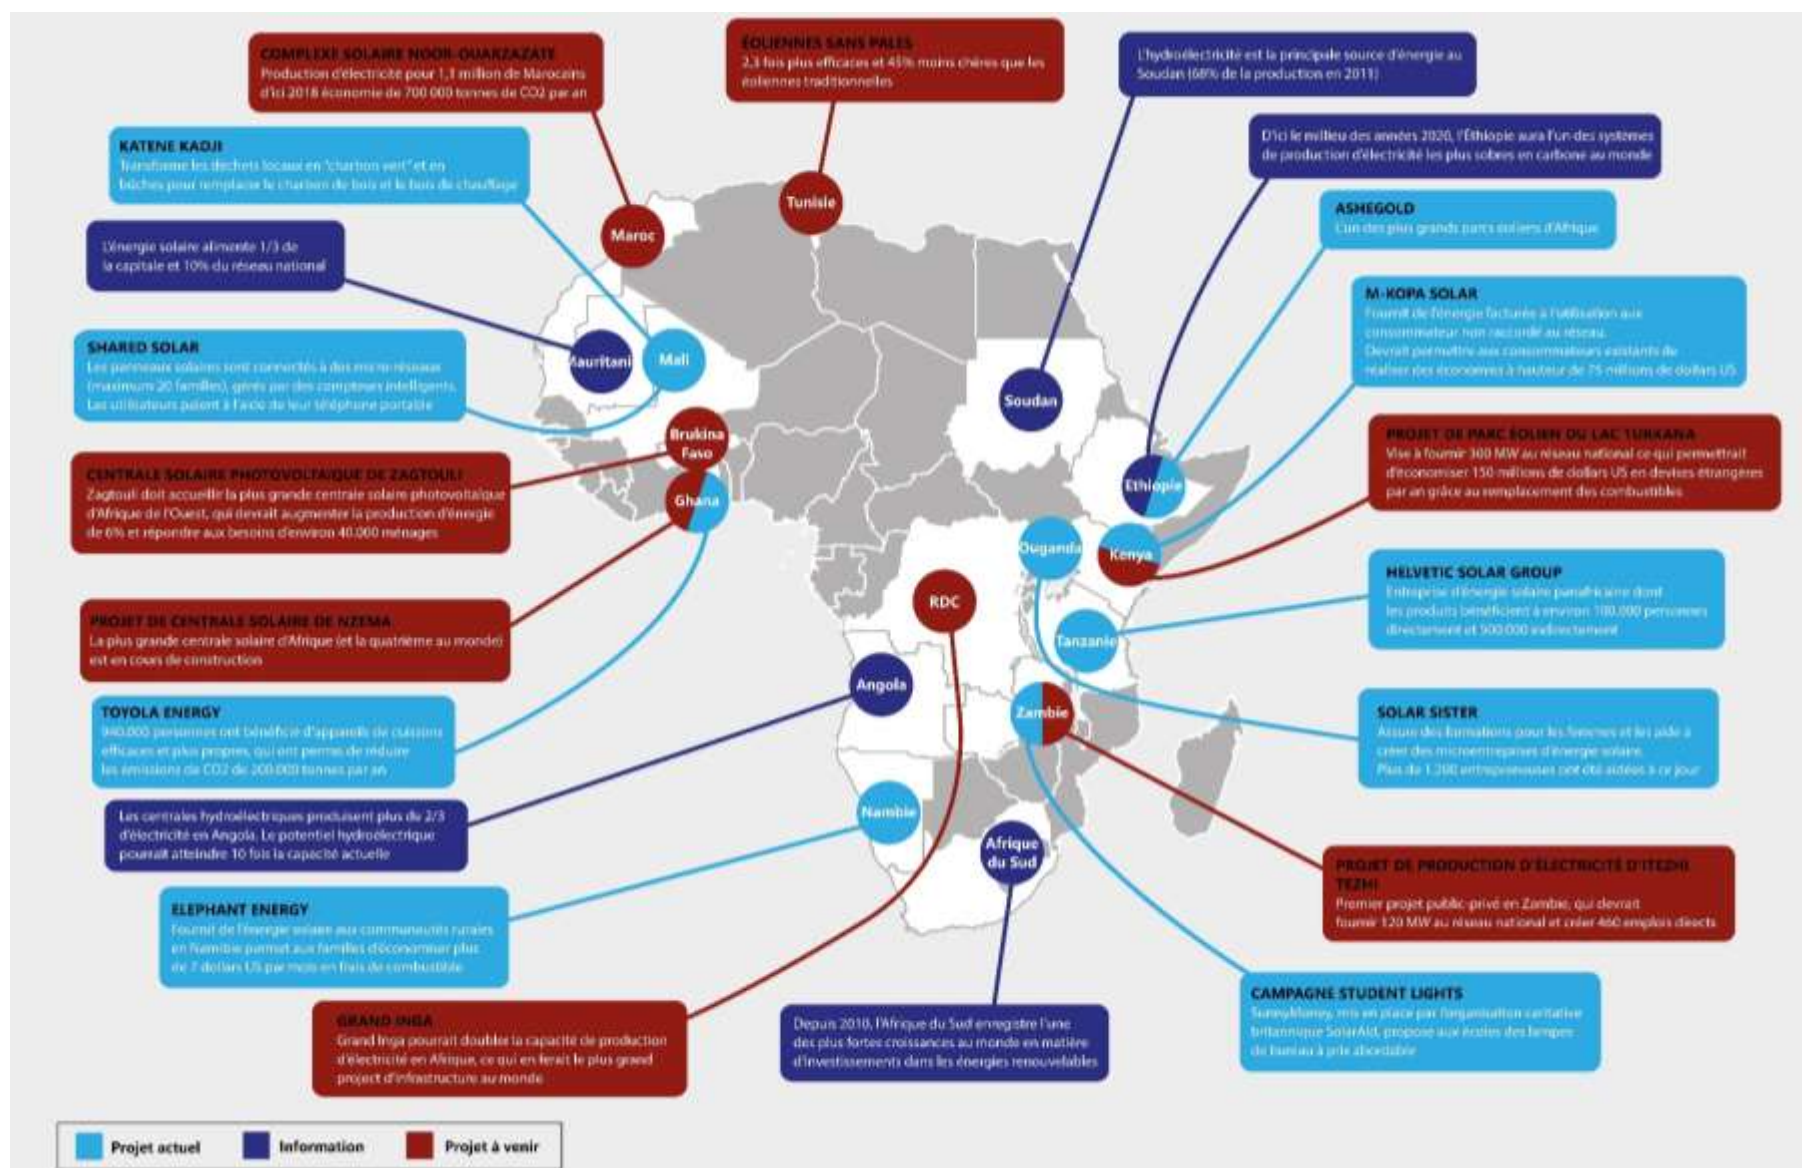 COMPLEXE SOLAIRE NOOR-OUARZAZATE
Production d'électricité pour 1,1 million de Marocains
d'ici 2018 économie de 700 000 tonnes de CO2 par an
ÉOLIENNES SANS PALES
2,3 fois plus efficaces et 45% moins chères que les
éoliennes traditionnelles
L'hydroélectricité est la principale source d'énergie au
Soudan (68% de la production en 2011)
KATENE KADJI
Transforme les déchets locaux en "charbon vert" et en
bûches pour remplacer le charbon de bois et le bois de chauffage
D'ici le millieu des années 2020, l'Éthiopie aura l'un des systèmes
de production d'électricité les plus sobres en carbone au monde
L'énergie solaire alimente 1/3 de
la capitale et 10% du réseau national
ASHEGOLD
L'un des plus grands parcs éoliens d'Afrique
M-KOPA SOLAR
Fournit de l'énergie facturée à l'utilisation aux
consommateur non raccordé au réseau.
Devrait permettre aux consommateurs existants de
réaliser des économies à hauteur de 75 millions de dollars US
SHARED SOLAR
Les panneaux solaires sont connectés à des micro-réseaux
(maximum 20 familles), gérés par des compteurs intelligents.
Les utilisateurs paient à l'aide de leur téléphone portable
PROJET DE PARC ÉOLIEN DU LAC TURKANA
Vise à fournir 300 MW au réseau national ce qui permettrait
d'économiser 150 millions de dollars US en devises étrangères
par an grâce au remplacement des combustibles
CENTRALE SOLAIRE PHOTOVOLTAÏQUE DE ZAGTOULI
Zagtouli doit accueillir la plus grande centrale solaire photovoltaïque
d'Afrique de l'Ouest, qui devrait augmenter la production d'énergie
de 6% et répondre aux besoins d'environ 40.000 ménages
HELVETIC SOLAR GROUP
Entreprise d'énergie solaire panafricaine dont
les produits bénéficient à environ 100.000 personnes
directement et 500.000 indirectement
PROJET DE CENTRALE SOLAIRE DE NZEMA
La plus grande centrale solaire d'Afrique (et la quatrième au monde)
est en cours de construction
TOYOLA ENERGY
940.000 personnes ont bénéficié d'appareils de cuissons
efficaces et plus propres, qui ont permis de réduire
les émissions de CO2 de 200.000 tonnes par an
SOLAR SISTER
Assure des formations pour les femmes et les aide à
créer des microentreprises d'énergie solaire.
Plus de 1.200 entrepreneuses ont été aidées à ce jour
Les centrales hydroélectriques produisent plus du 2/3
d'électricité en Angola. Le potentiel hydroélectrique
pourrait atteindre 10 fois la capacité actuelle
PROJET DE PRODUCTION D'ÉLECTRICITÉ D'ITEZHI
TEZHI
Premier projet public-privé en Zambie, qui devrait
fournir 120 MW au réseau national et créer 460 emplois directs
ELEPHANT ENERGY
Fournit de l'énergie solaire aux communautés rurales
en Namibie permet aux familles d'économiser plus
de 7 dollars US par mois en frais de combustible
CAMPAGNE STUDENT LIGHTS
SunnyMoney, mis en place par l'organisation caritative
britannique SolarAid, propose aux écoles des lampes
de bureau à prix abordable
GRAND INGA
Grand Inga pourrait doubler la capacité de production
d'électricité en Afrique, ce qui en ferait le plus grand
project d'infrastructure au monde
Depuis 2010, l'Afrique du Sud enregistre l'une
des plus fortes croissances au monde en matière
d'investissements dans les énergies renouvelables
Tunisie
Maroc
Mauritani
Mali
Soudan
Brukina
Faso
Ghana
Ethiopie
Ouganda
Kenya
RDC
Tanzanie
Angola
Zambie
Nambie
Afrique
du Sud
Projet actuel
Information
Projet à venir